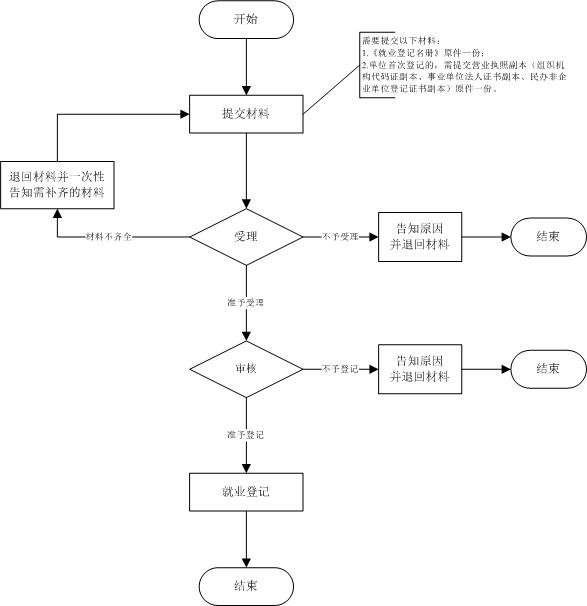 开始
需要提交以下材料：
1.《就业登记名册》原件一份；
2.单位首次登记的，需提交营业执照副本（组织机
构代码证副本、事业单位法人证书副本、民办非企
业单位登记证书副本）原件一份。
提交材料
退回材料并一次性
告知需补齐的材料
材料不齐全
受理
不予受理
告知原因
并退回材料
结束
准予受理
审核
不予登记
告知原因
并退回材料
结束
准予登记
就业登记
结束